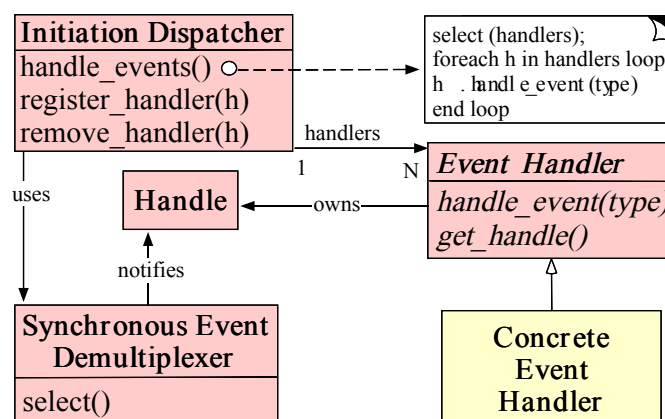 Initiation Dispatcher
handle_events()
register_handler(h)
remove_handler(h)
select (handlers);
foreach h in handlers loop
h . handl e_event (type)
end loop
handlers
1
N
Event Handler
handle_event(type)
get_handle()
uses
Handle
owns
notifies
Synchronous Event
Demultiplexer
select()
Concrete
Event
Handler